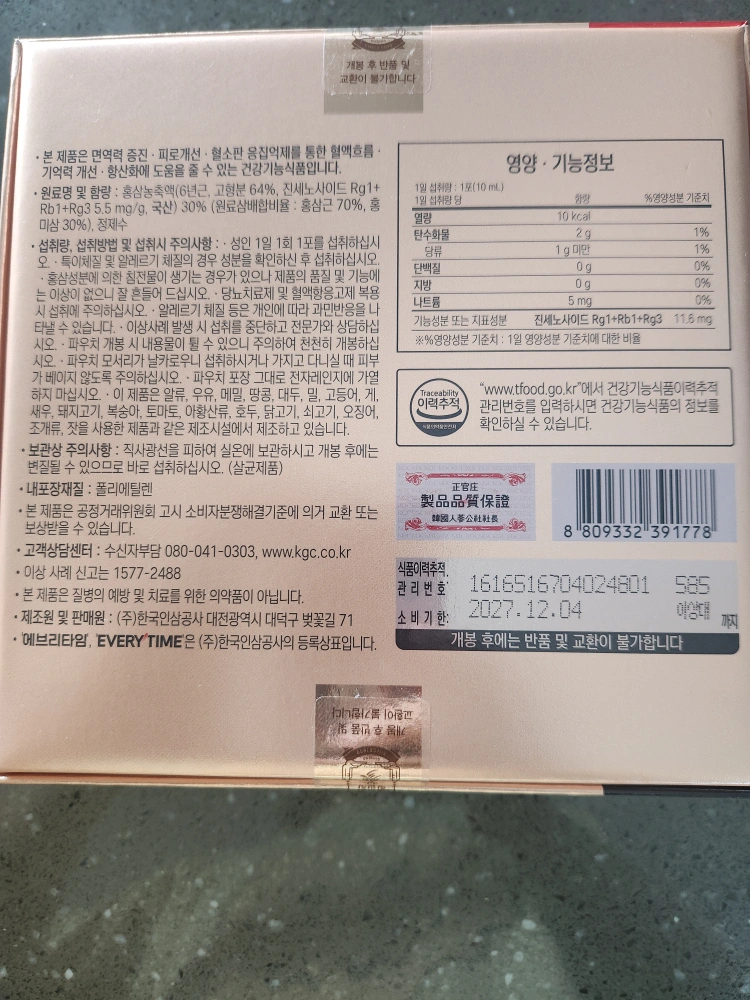 개봉 후 반품 및
교환이 불가합니다
• 본 제품은 면역력 증진 · 피로개선 · 혈소판 응집억제를 통한 혈액흐름 ·
기억력 개선 · 항산화에 도움을 줄 수 있는 건강기능식품입니다.
• 원료명 및 함량 : 홍삼농축액(6년근, 고형분 64%, 진세노사이드 Rg1+
Rb1+Rg3 5.5 mg/g, 국산) 30% (원료삼배합비율 : 홍삼근 70%, 홍
미삼 30%), 정제수
• 섭취량, 섭취방법 및 섭취시 주의사항 : · 성인 1일 1회 1포를 섭취하십시
오. · 특이체질 및 알레르기 체질의 경우 성분을 확인하신 후 섭취하십시오.
· 홍삼성분에 의한 침전물이 생기는 경우가 있으나 제품의 품질 및 기능에
는 이상이 없으니 잘 흔들어 드십시오. · 당뇨치료제 및 혈액항응고제 복용
시 섭취에 주의하십시오. · 알레르기 체질 등은 개인에 따라 과민반응을 나
타낼 수 있습니다. · 이상사례 발생 시 섭취를 중단하고 전문가와 상담하십
시오. · 파우치 개봉 시 내용물이 튈 수 있으니 주의하여 천천히 개봉하십
시오. · 파우치 모서리가 날카로우니 섭취하시거나 가지고 다니실 때 피부
가 베이지 않도록 주의하십시오. · 파우치 포장 그대로 전자레인지에 가열
하지 마십시오. · 이 제품은 알류, 우유, 메밀, 땅콩, 대두, 밀, 고등어, 게,
새우, 돼지고기, 복숭아, 토마토, 아황산류, 호두, 닭고기, 쇠고기, 오징어,
조개류, 잣을 사용한 제품과 같은 제조시설에서 제조하고 있습니다.
• 보관상 주의사항 : 직사광선을 피하여 실온에 보관하시고 개봉 후에는
변질될 수 있으므로 바로 섭취하십시오. (살균제품)
• 내포장재질 : 폴리에틸렌
• 본 제품은 공정거래위원회 고시 소비자분쟁해결기준에 의거 교환 또는
보상받을 수 있습니다.
• 고객상담센터 : 수신자부담 080-041-0303, www.kgc.co.kr
• 이상 사례 신고는 1577-2488
• 본 제품은 질병의 예방 및 치료를 위한 의약품이 아닙니다.
• 제조원 및 판매원 : (주)한국인삼공사 대전광역시 대덕구 벚꽃길 71
• '에브리타임', 'EVERYTIME'은 (주)한국인삼공사의 등록상표입니다.
영양 · 기능정보
1일 섭취량 : 1포(10 mL)
1일 섭취량 당 함량 %영양성분 기준치
열량 10 kcal
탄수화물 2 g 1%
당류 1 g 미만 1%
단백질 0 g 0%
지방 0 g 0%
나트륨 5 mg 0%
기능성분 또는 지표성분 진세노사이드 Rg1+Rb1+Rg3 11.6 mg
※%영양성분 기준치 : 1일 영양성분 기준치에 대한 비율
Traceability
이력추적
식품의약품안전처
"www.tfood.go.kr"에서 건강기능식품이력추적
관리번호를 입력하시면 건강기능식품의 정보를
확인하실 수 있습니다.
正官庄
製品品質保證
韓國人蔘公社社長
8 809332 391778
식품이력추적
관리번호 1616516704024801 585
소비기한: 2027.12.04 이상대 까지
개봉 후에는 반품 및 교환이 불가합니다
개봉 후 반품 및
교환이 불가합니다